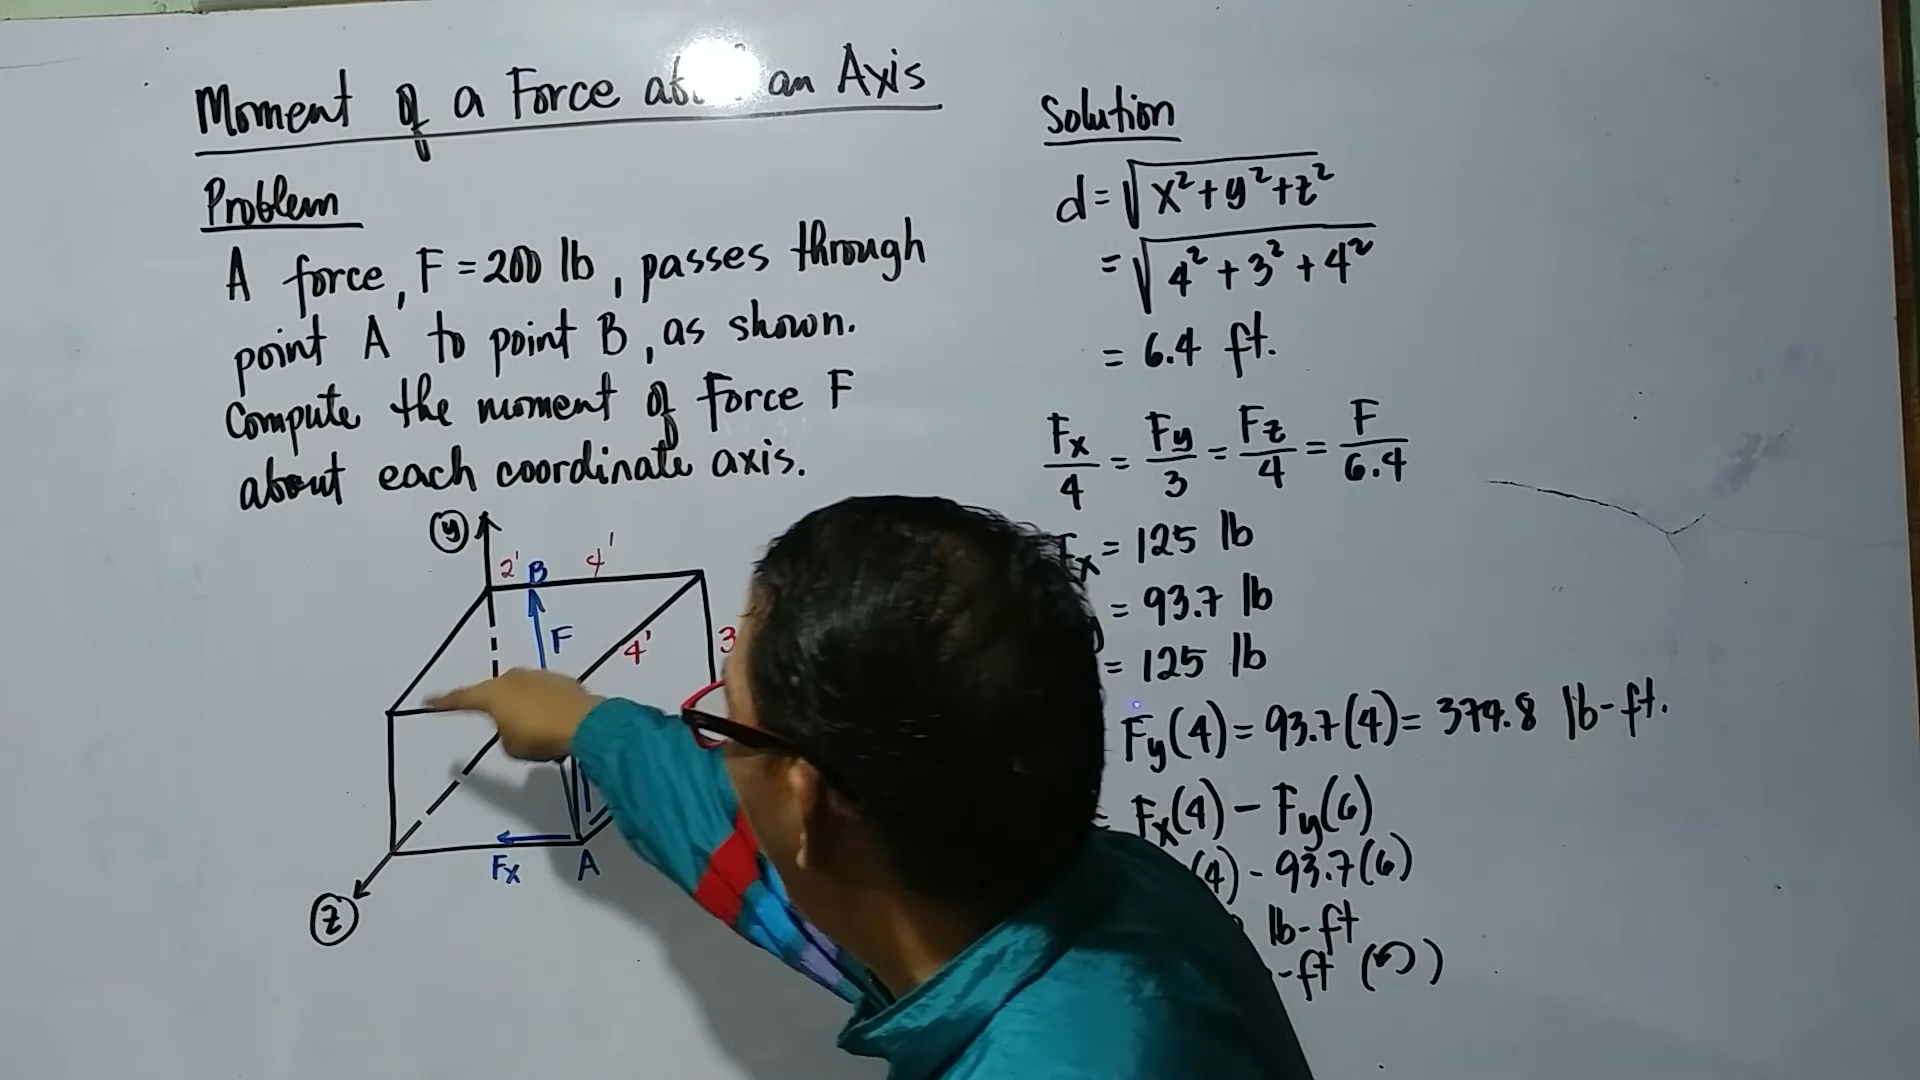 Moment of a Force an Axis
Problem
A force, F = 200 lb, passes through
point A to point B, as shown.
Compute the moment of Force F
about each coordinate axis.
y
2' B 4'
F
4' 3
Fx A
z
Solution
d = √x² + y² + z²
= √4² + 3² + 4²
= 6.4 ft.
Fx/4 = Fy/3 = Fz/4 = F/6.4
Fx = 125 lb
= 93.7 lb
= 125 lb
Fy(4) = 93.7(4) = 374.8 lb-ft.
= Fx(4) - Fy(6)
(4) - 93.7(6)
lb-ft
-ft (↶)